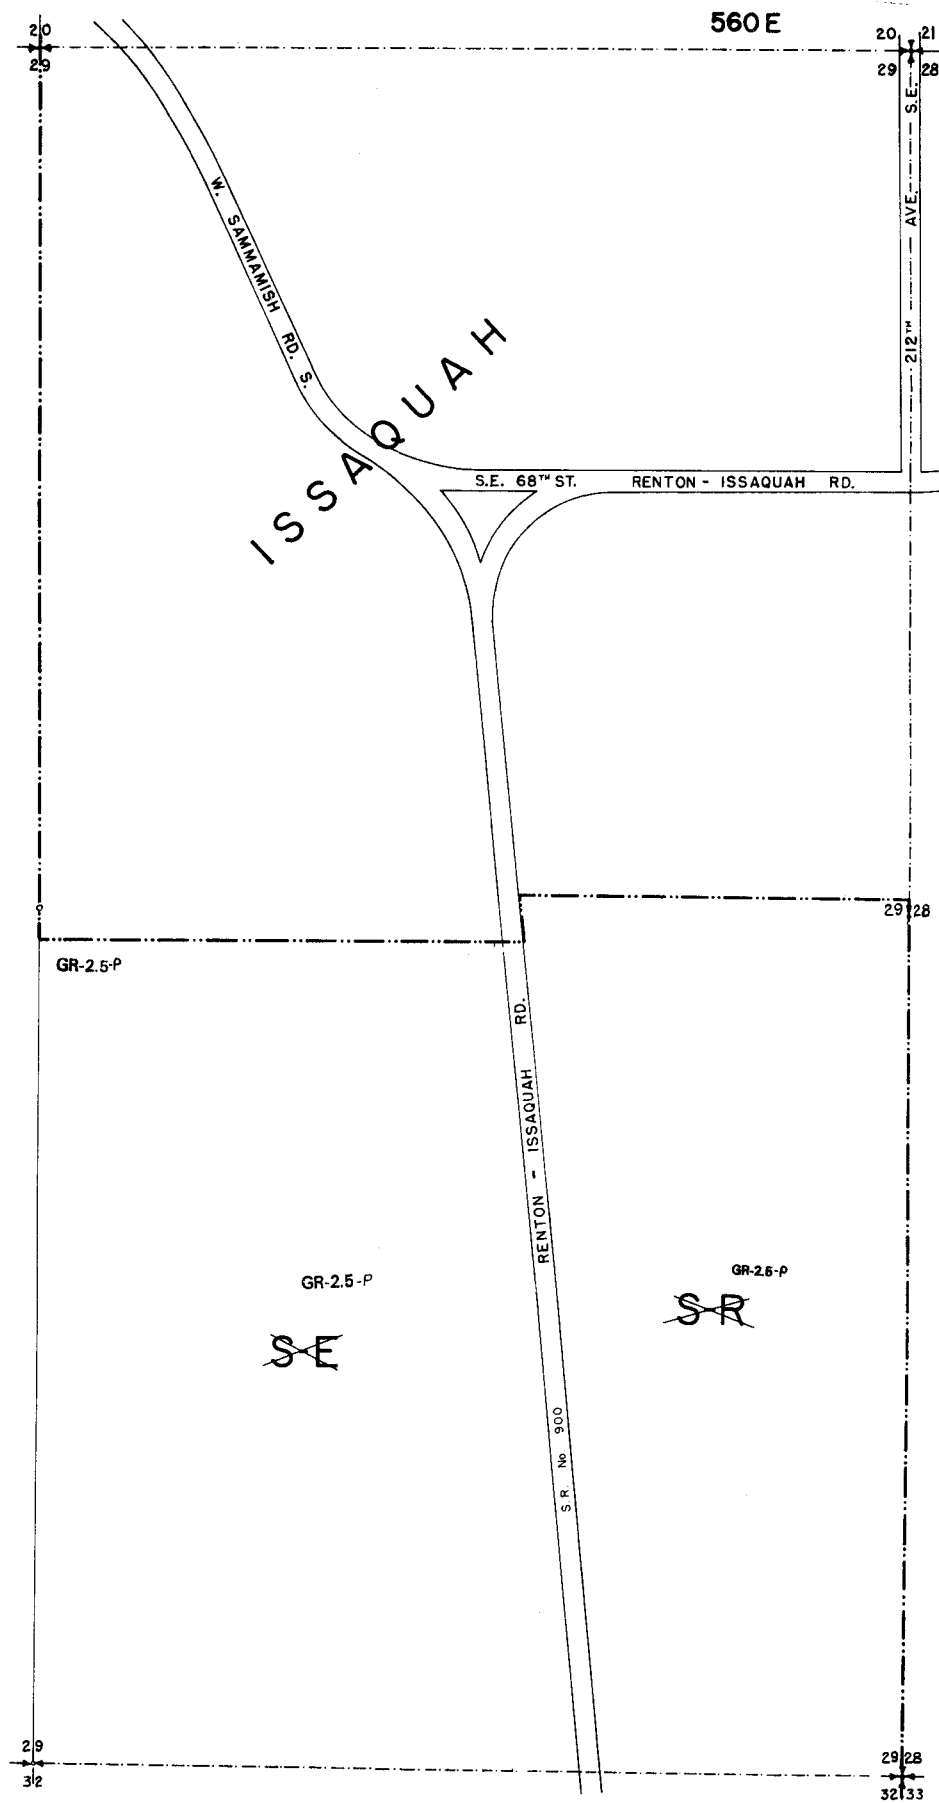 560 E
20
29
20 21
29 28
212TH AVE. S.E.
W. SAMMAMISH RD. S.
ISSAQUAH
S.E. 68TH ST. RENTON - ISSAQUAH RD.
29 28
GR-2.5-P
RENTON - ISSAQUAH RD.
GR-2.5-P
S-E
GR-2.5-P
S-R
S.R. No 900
29
32
29 28
32 33